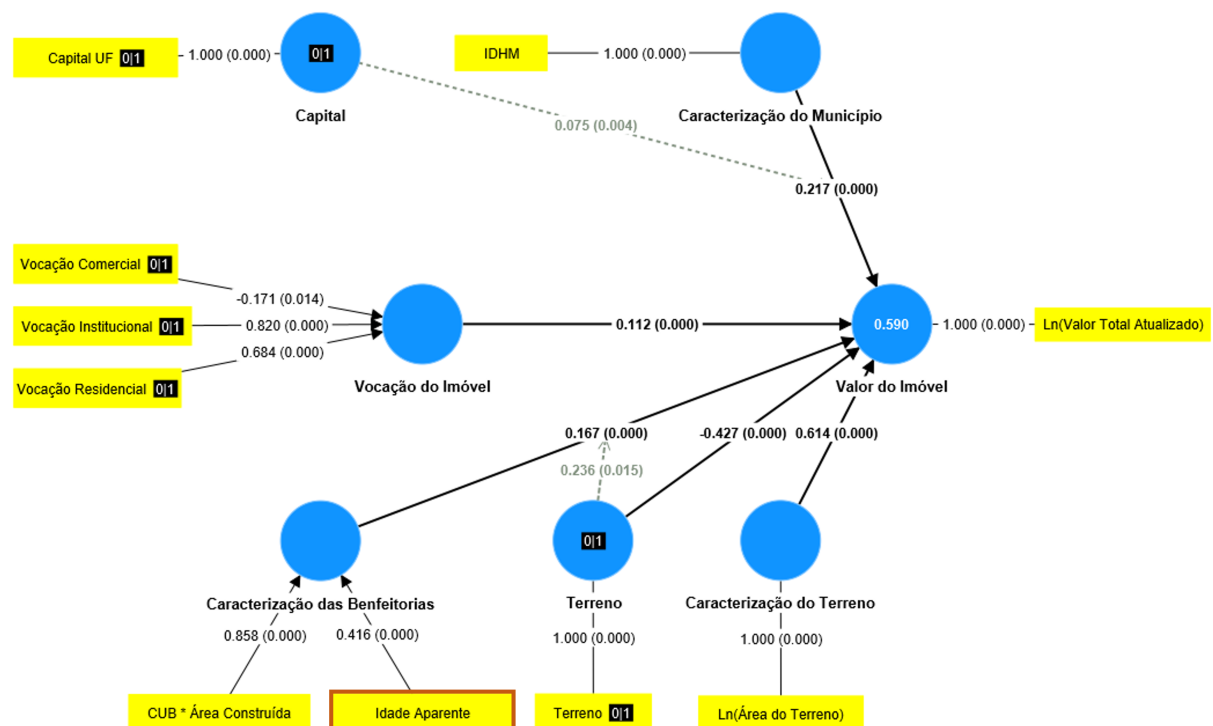 Capital UF 0|1
1.000 (0.000)
0|1
Capital
IDHM
1.000 (0.000)
Caracterização do Município
0.075 (0.004)
0.217 (0.000)
Vocação Comercial 0|1
Vocação Institucional 0|1
Vocação Residencial 0|1
-0.171 (0.014)
0.820 (0.000)
0.684 (0.000)
Vocação do Imóvel
0.112 (0.000)
0.590
Valor do Imóvel
1.000 (0.000)
Ln(Valor Total Atualizado)
0.167 (0.000)
-0.427 (0.000)
0.614 (0.000)
0.236 (0.015)
0|1
Caracterização das Benfeitorias
Terreno
Caracterização do Terreno
0.858 (0.000)
0.416 (0.000)
1.000 (0.000)
1.000 (0.000)
CUB * Área Construída
Idade Aparente
Terreno 0|1
Ln(Área do Terreno)